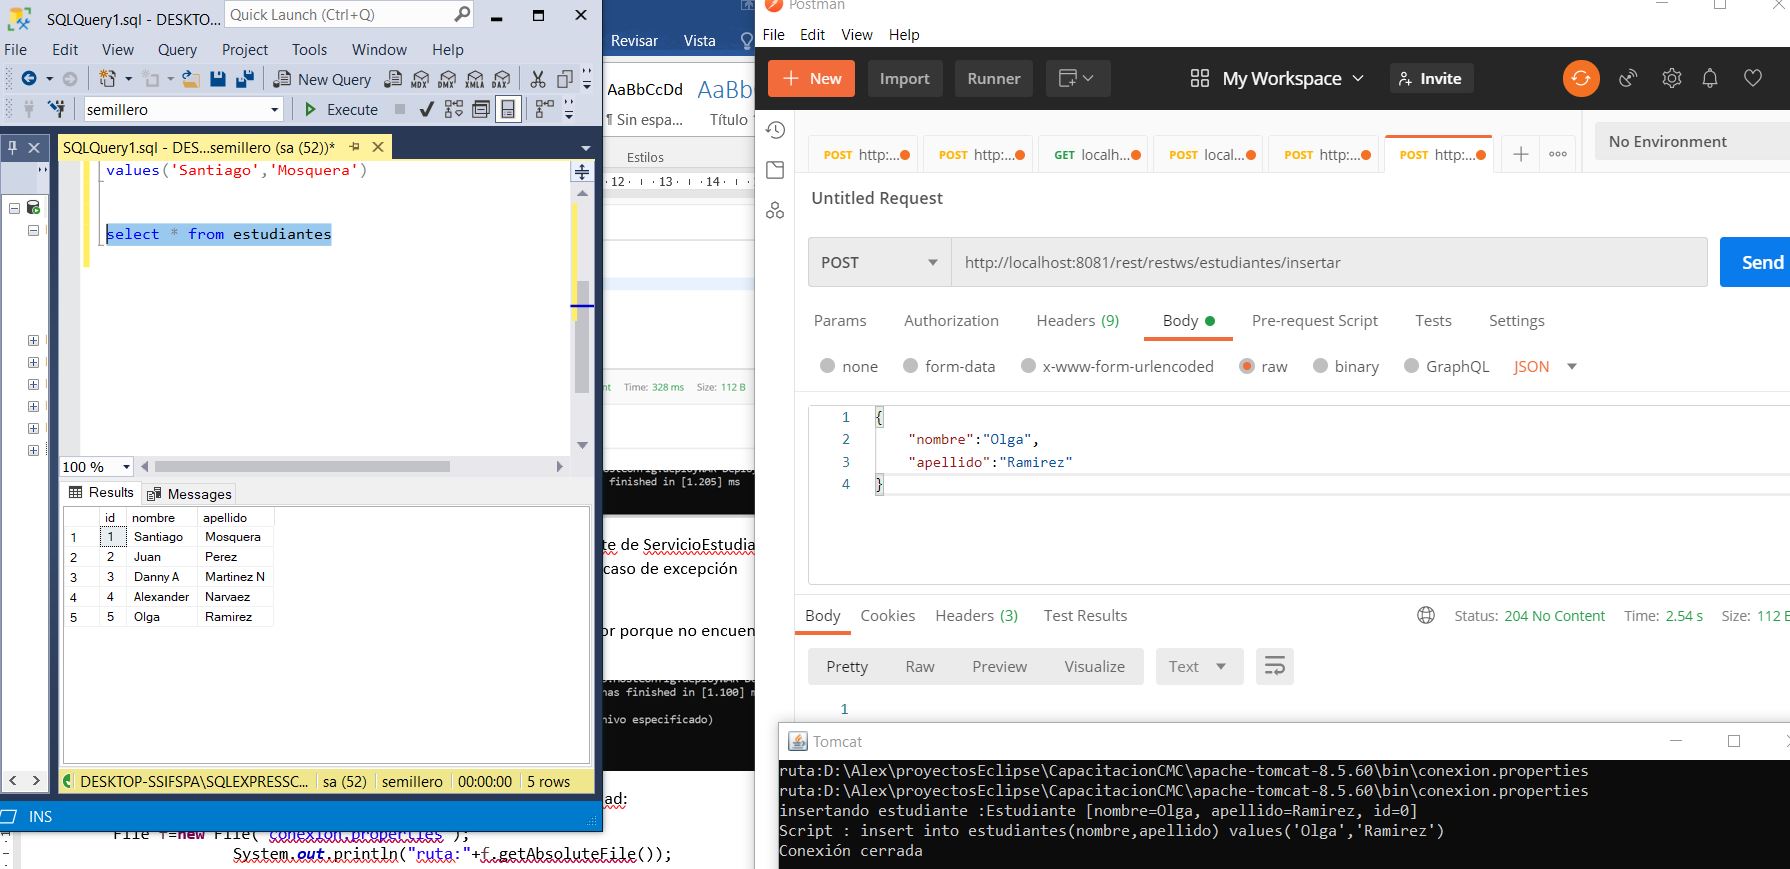 SQLQuery1.sql - DESKTO...
Quick Launch (Ctrl+Q)
File Edit View Query Project Tools Window Help
New Query
MDX DMX XMLA DAX
semillero
Execute
SQLQuery1.sql - DES...semillero (sa (52))*
values('Santiago','Mosquera')
select * from estudiantes
100 %
Results Messages
id nombre apellido
1 1 Santiago Mosquera
2 2 Juan Perez
3 3 Danny A Martinez N
4 4 Alexander Narvaez
5 5 Olga Ramirez
DESKTOP-SSIFSPA\SQLEXPRESSC... sa (52) semillero 00:00:00 5 rows
INS
Revisar Vista
AaBbCcDd AaBb
¶ Sin espa... Título
Estilos
12 13 14
Time: 328 ms Size: 112 B
finished in [1.205] ms
te de ServicioEstudia
caso de excepción
or porque no encuen
has finished in [1.100]
ivo especificado)
ad:
File f=new File("conexion.properties");
System.out.println("ruta:"+f.getAbsoluteFile());
Postman
File Edit View Help
New Import Runner My Workspace Invite
POST http:... POST http:... GET localh... POST local... POST http:... POST http:...
No Environment
Untitled Request
POST http://localhost:8081/rest/restws/estudiantes/insertar Send
Params Authorization Headers (9) Body Pre-request Script Tests Settings
none form-data x-www-form-urlencoded raw binary GraphQL JSON
1 {
2 "nombre":"Olga",
3 "apellido":"Ramirez"
4 }
Body Cookies Headers (3) Test Results Status: 204 No Content Time: 2.54 s Size: 112 B
Pretty Raw Preview Visualize Text
1
Tomcat
ruta:D:\Alex\proyectosEclipse\CapacitacionCMC\apache-tomcat-8.5.60\bin\conexion.properties
ruta:D:\Alex\proyectosEclipse\CapacitacionCMC\apache-tomcat-8.5.60\bin\conexion.properties
insertando estudiante :Estudiante [nombre=Olga, apellido=Ramirez, id=0]
Script : insert into estudiantes(nombre,apellido) values('Olga','Ramirez')
Conexión cerrada